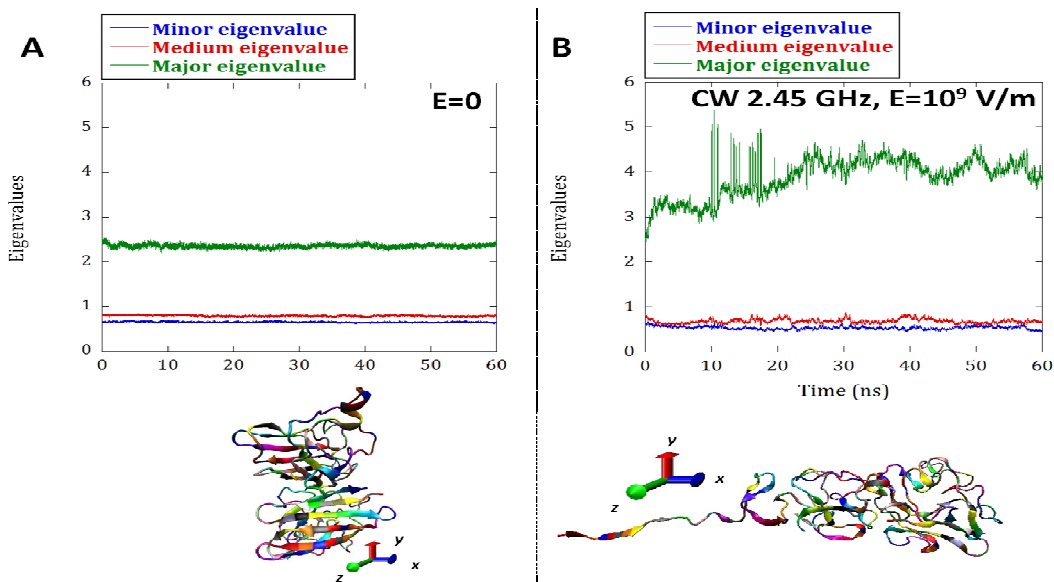 A
Minor eigenvalue
Medium eigenvalue
Major eigenvalue
E=0
Eigenvalues
6
5
4
3
2
1
0
0 10 20 30 40 50 60
y
x
z
B
Minor eigenvalue
Medium eigenvalue
Major eigenvalue
CW 2.45 GHz, E=10⁹ V/m
Eigenvalues
6
5
4
3
2
1
0
0 10 20 30 40 50 60
Time (ns)
y
x
z